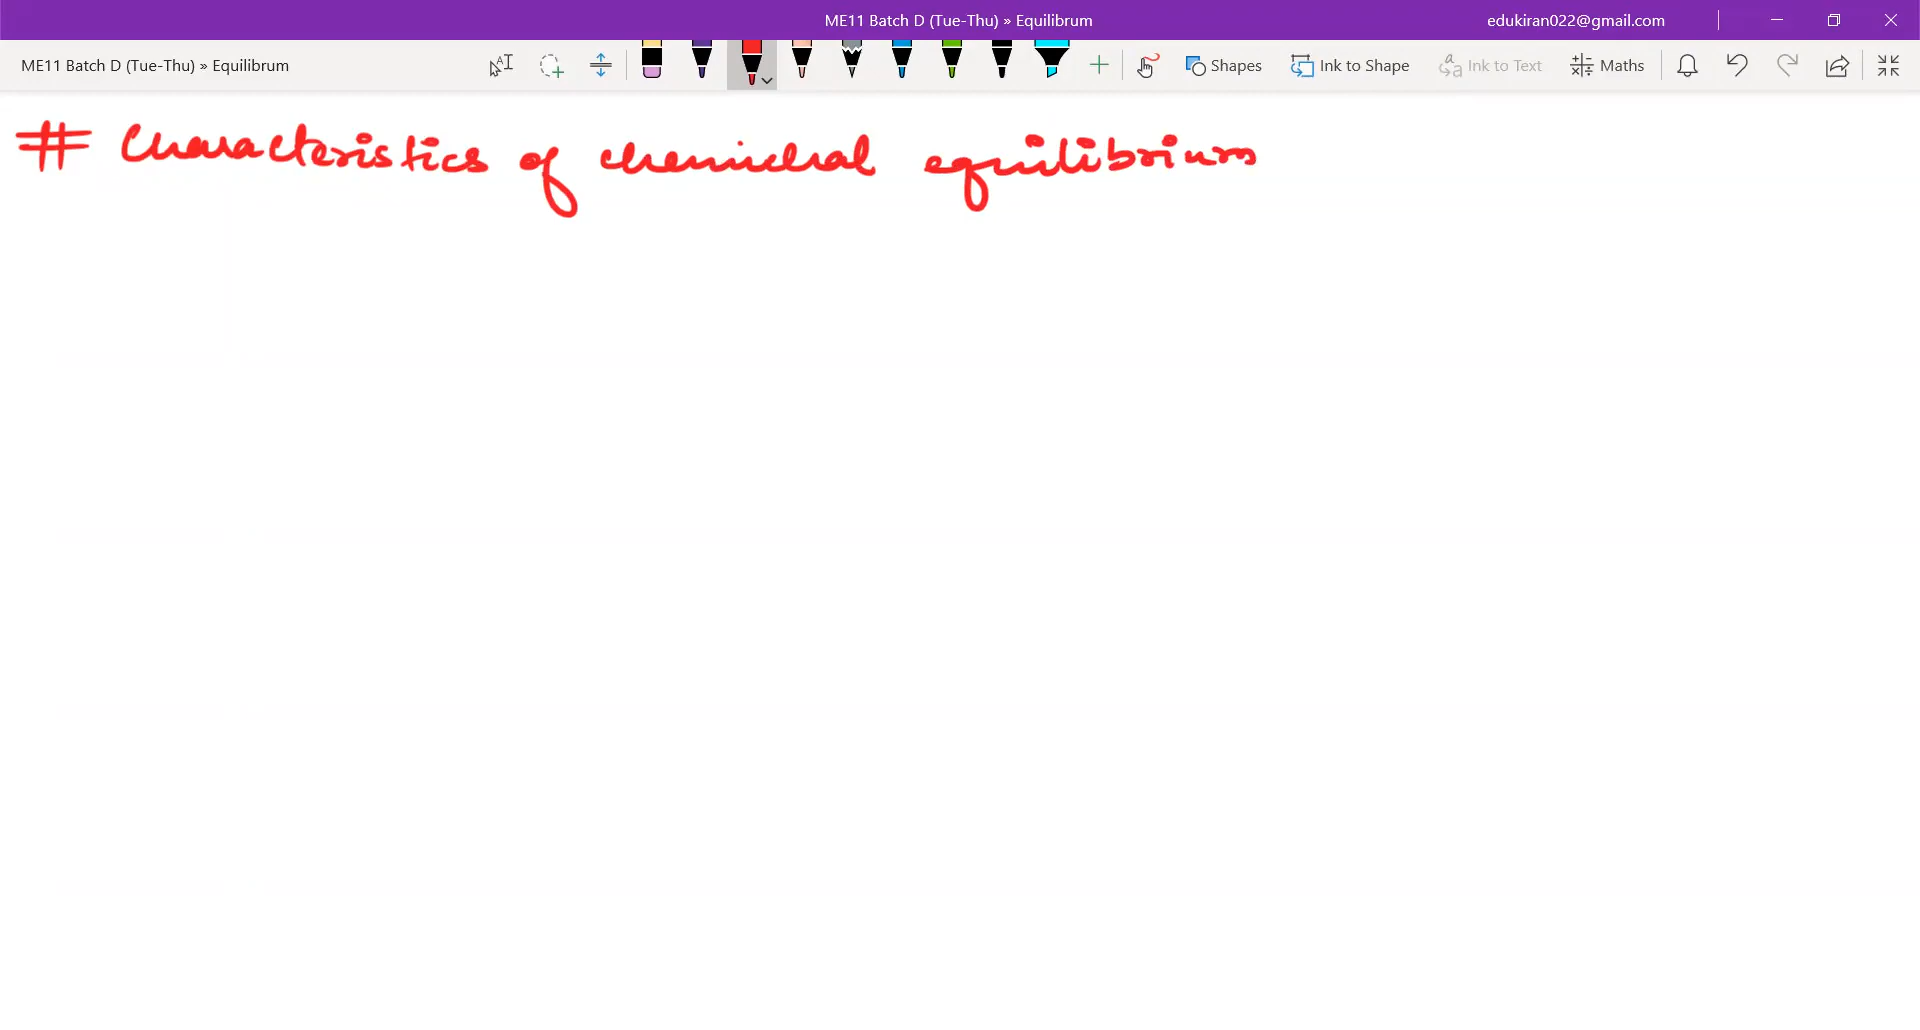 ME11 Batch D (Tue-Thu) » Equilibrum
edukiran022@gmail.com
ME11 Batch D (Tue-Thu) » Equilibrum
Shapes
Ink to Shape
Ink to Text
Maths
# Characteristics of chemical equilibrium